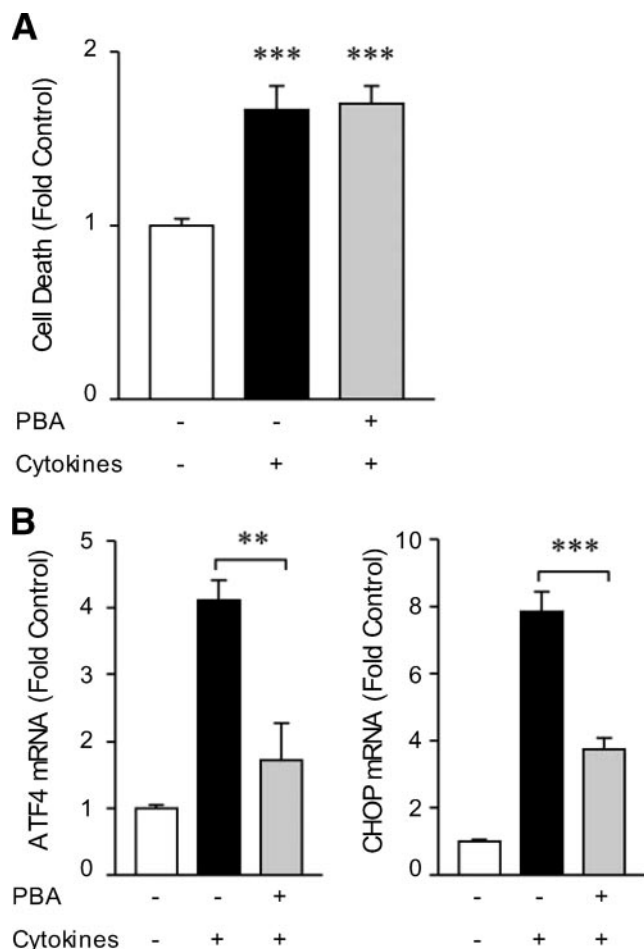 A
Cell Death (Fold Control)
2
1
0
*** ***
PBA - - +
Cytokines - + +
B
ATF4 mRNA (Fold Control)
5
4
3
2
1
0
**
PBA - - +
Cytokines - + +
CHOP mRNA (Fold Control)
10
8
6
4
2
0
***
- - +
- + +